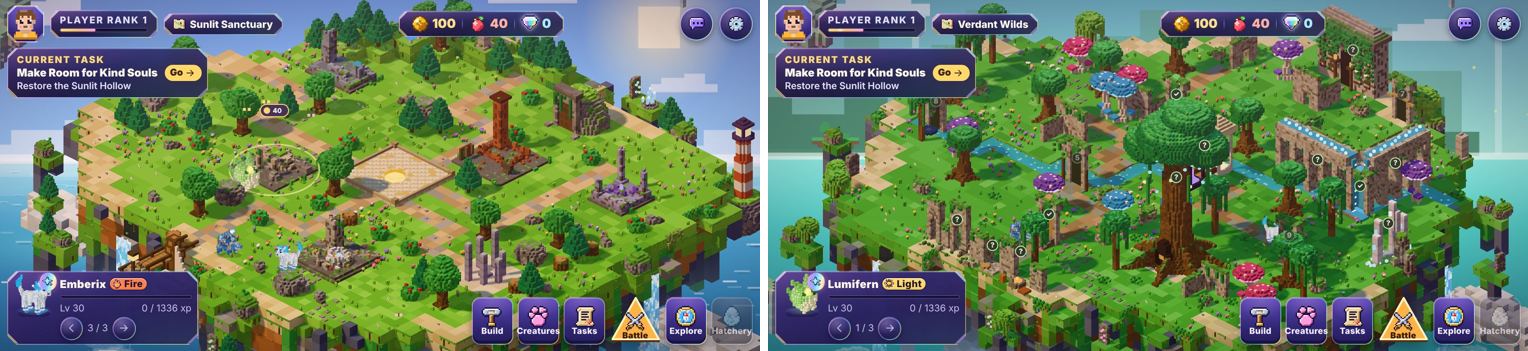 PLAYER RANK 1
Sunlit Sanctuary
100
40
0
CURRENT TASK
Make Room for Kind Souls
Go →
Restore the Sunlit Hollow
40
Emberix
Fire
Lv 30
0 / 1336 xp
3 / 3
Build
Creatures
Tasks
Battle
Explore
Hatchery
PLAYER RANK 1
Verdant Wilds
100
40
0
CURRENT TASK
Make Room for Kind Souls
Go →
Restore the Sunlit Hollow
?
?
?
?
?
?
?
?
?
?
Lumifern
Light
Lv 30
0 / 1336 xp
1 / 3
Build
Creatures
Tasks
Battle
Explore
Hatchery